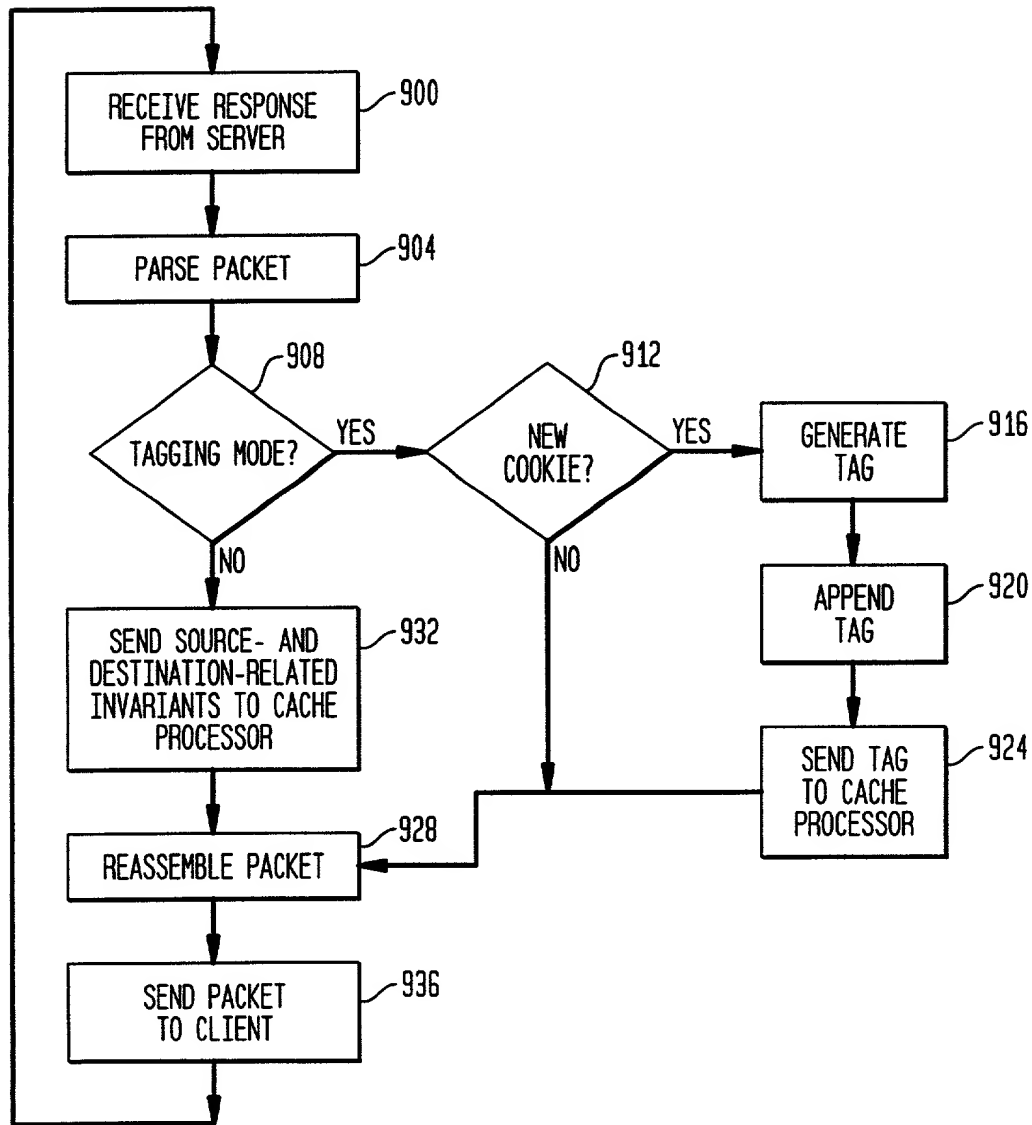 RECEIVE RESPONSE
FROM SERVER
900
PARSE PACKET
904
TAGGING MODE?
908
YES
NO
NEW
COOKIE?
912
YES
NO
GENERATE
TAG
916
APPEND
TAG
920
SEND TAG
TO CACHE
PROCESSOR
924
SEND SOURCE- AND
DESTINATION-RELATED
INVARIANTS TO CACHE
PROCESSOR
932
REASSEMBLE PACKET
928
SEND PACKET
TO CLIENT
936